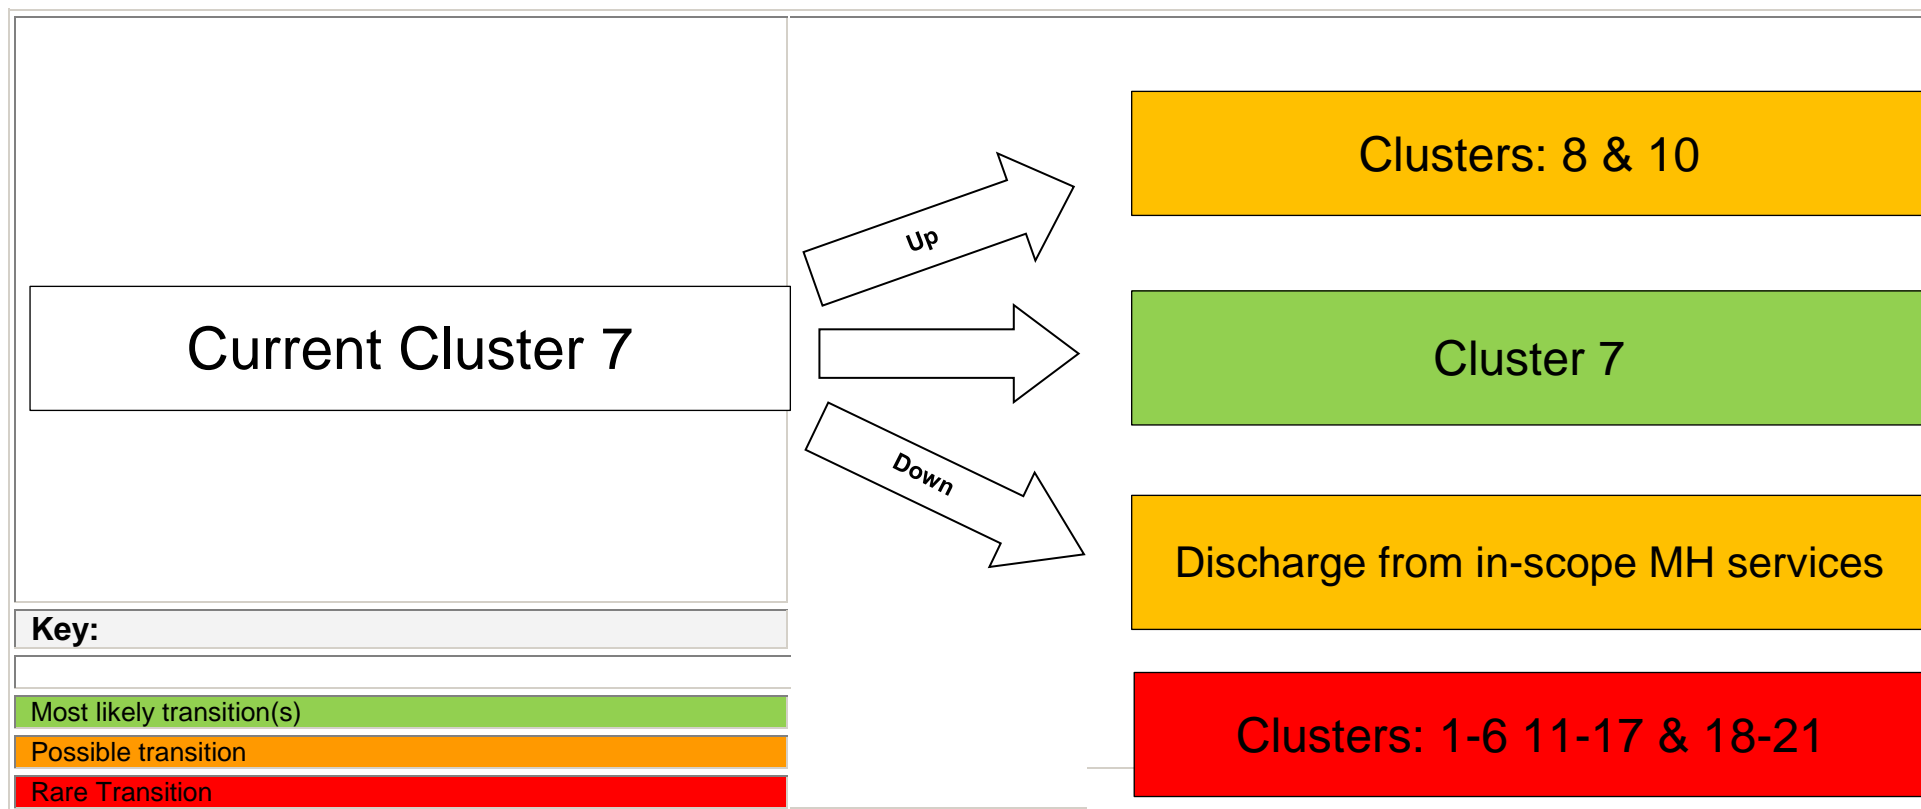 Clusters: 8 & 10
Up
Current Cluster 7
Cluster 7
Down
Discharge from in-scope MH services
Key:
Most likely transition(s)
Possible transition
Rare Transition
Clusters: 1-6 11-17 & 18-21